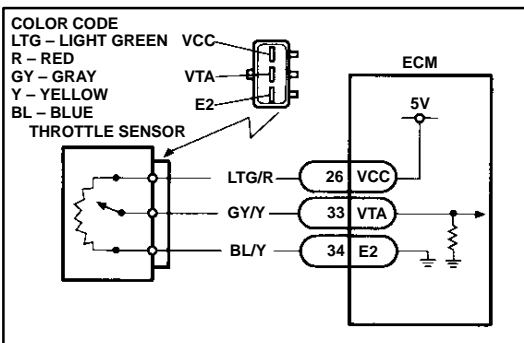 COLOR CODE
LTG – LIGHT GREEN
R – RED
GY – GRAY
Y – YELLOW
BL – BLUE
THROTTLE SENSOR
VCC
VTA
E2
ECM
5V
LTG/R
26 VCC
GY/Y
33 VTA
BL/Y
34 E2